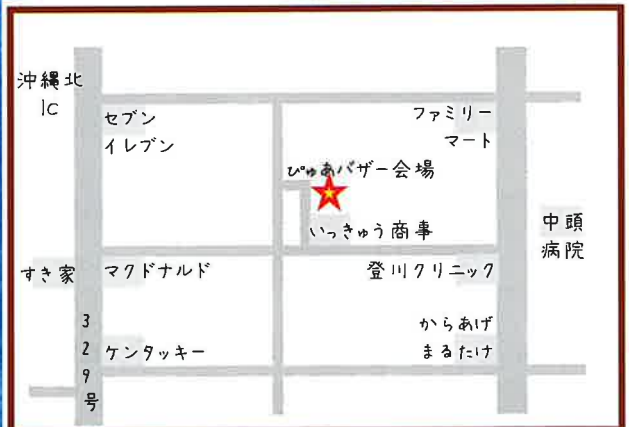 沖縄北
IC
セブン
イレブン
ファミリー
マート
ぴゅあバザー会場
いっきゅう商事
中頭
病院
すき家
マクドナルド
登川クリニック
329号
ケンタッキー
からあげ
まるたけ